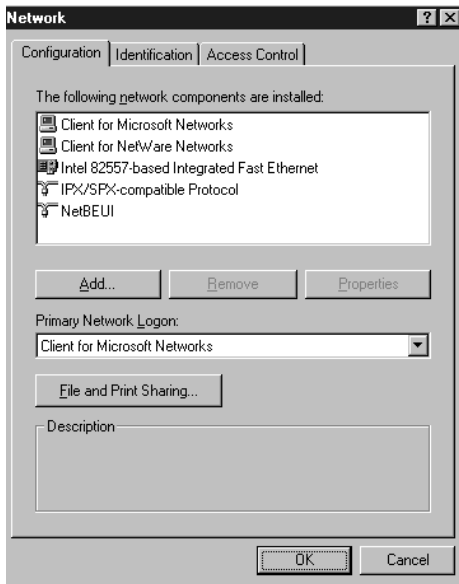 Network
Configuration Identification Access Control
The following network components are installed:
Client for Microsoft Networks
Client for NetWare Networks
Intel 82557-based Integrated Fast Ethernet
IPX/SPX-compatible Protocol
NetBEUI
Add... Remove Properties
Primary Network Logon:
Client for Microsoft Networks
File and Print Sharing...
Description
OK Cancel